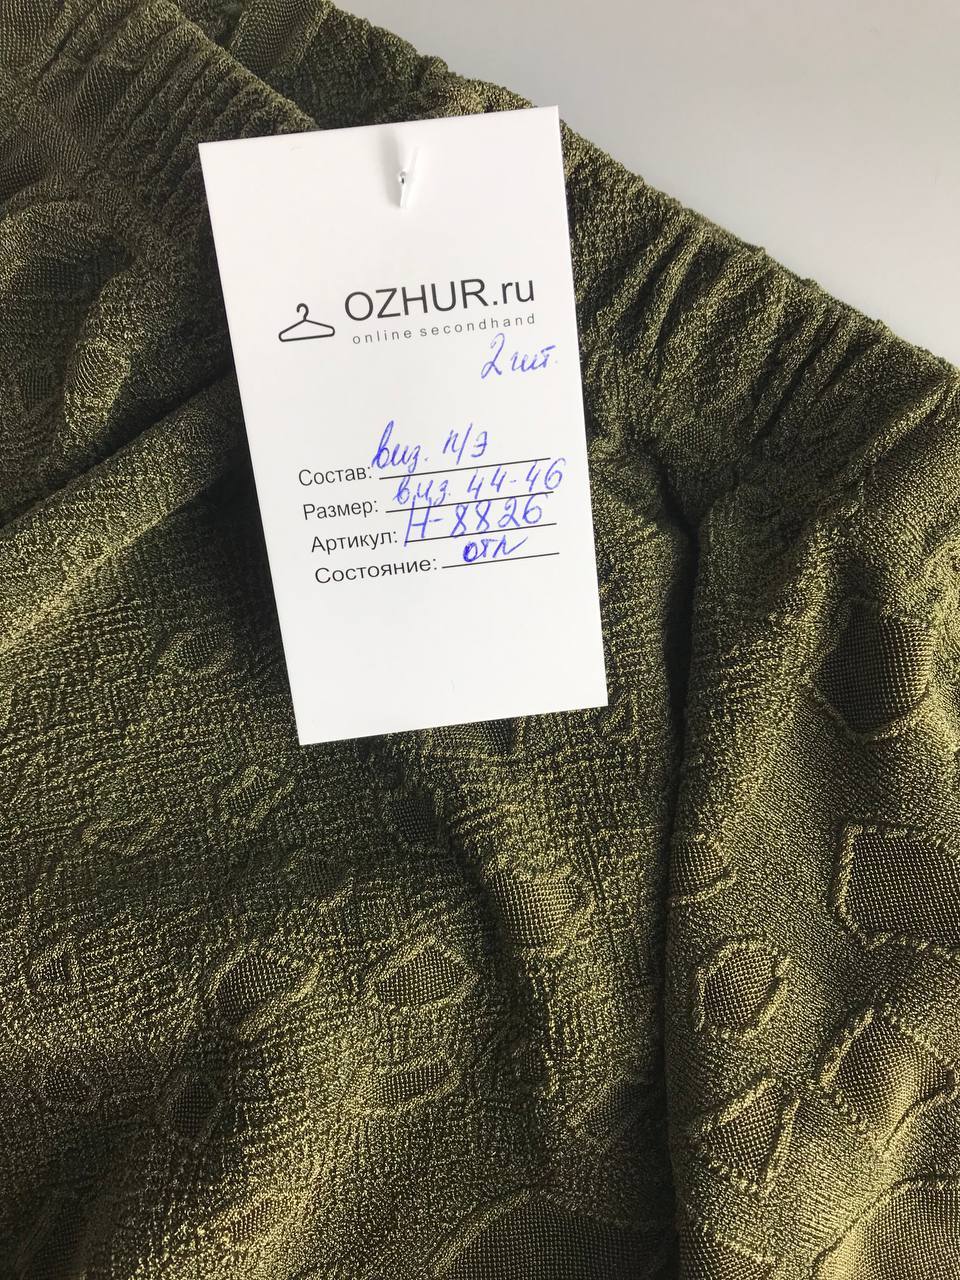 OZHUR.ru
online secondhand
2 шт.
Состав: виз. п/э
Размер: виз. 44-46
Артикул: Н-8826
Состояние: отл